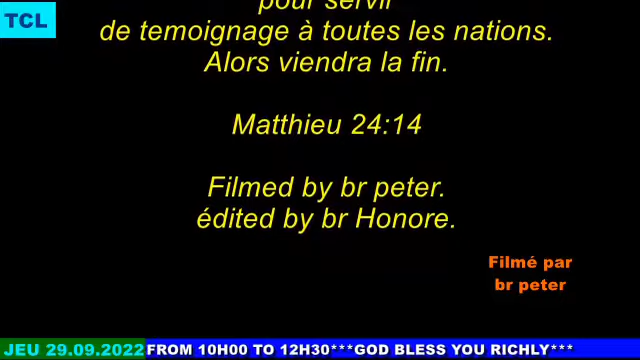 TCL
pour servir
de temoignage à toutes les nations.
Alors viendra la fin.
Matthieu 24:14
Filmed by br peter.
édited by br Honore.
Filmé par
br peter
JEU 29.09.2022 FROM 10H00 TO 12H30***GOD BLESS YOU RICHLY***